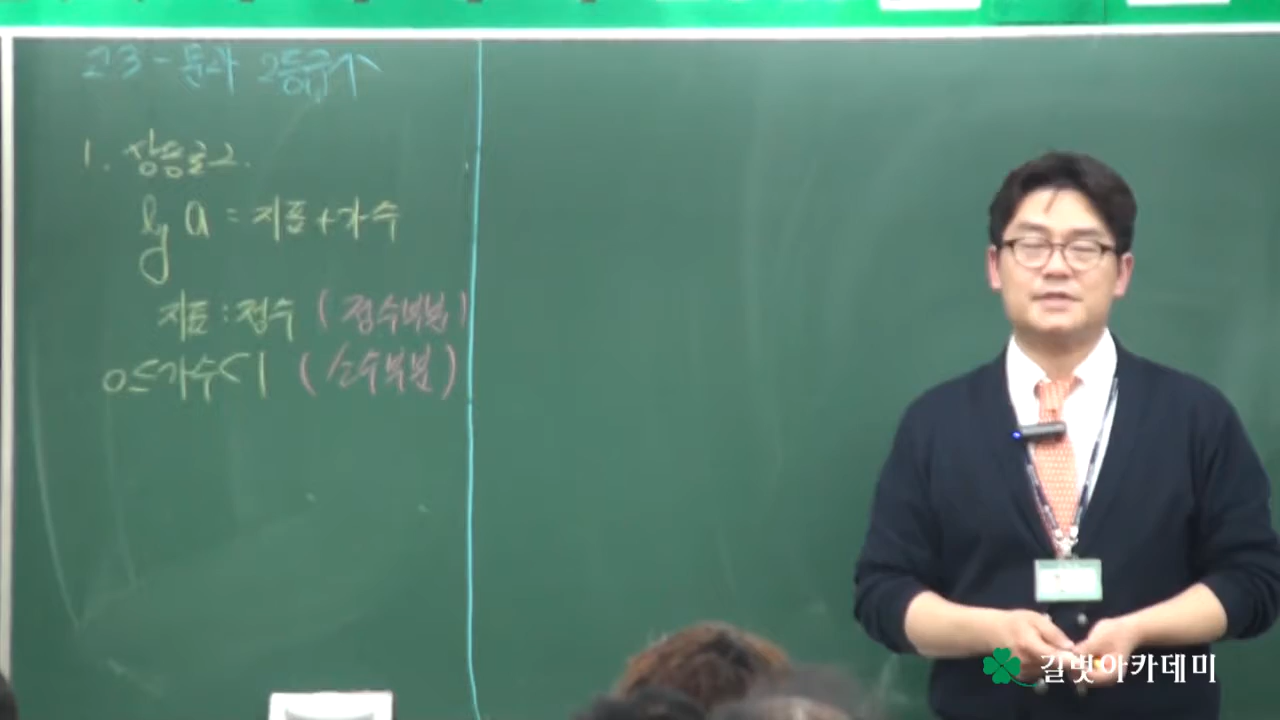 고3 - 문과 2등급↑
1. 상용로그.
log a = 지표+가수
지표 : 정수 (정수부분)
0≤가수<1 (소수부분)
길벗아카데미